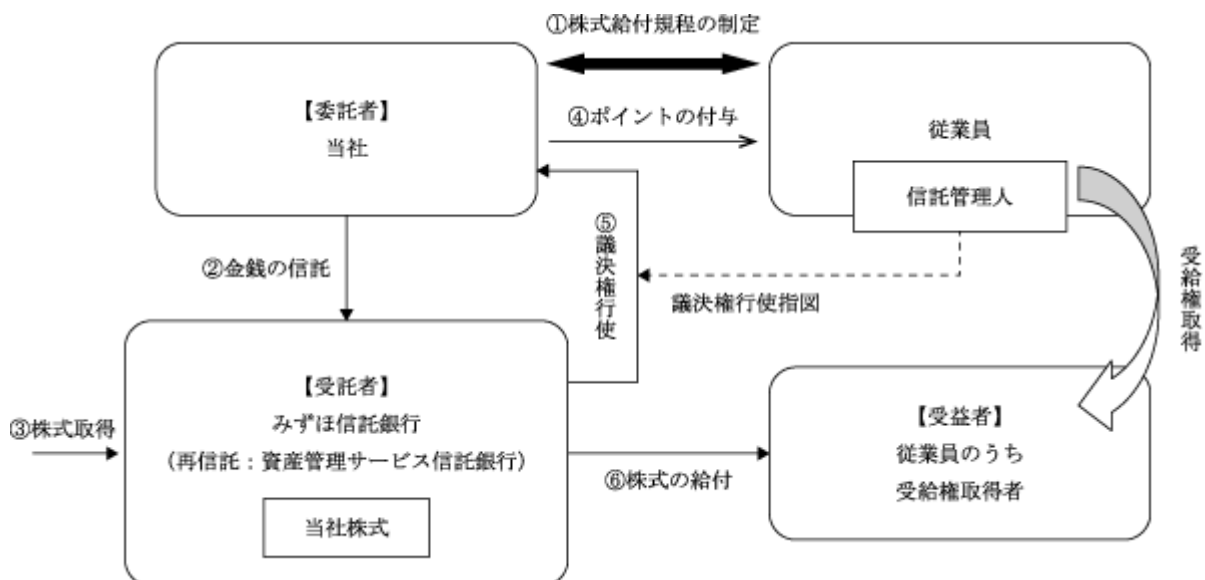 ①株式給付規程の制定
【委託者】
当社
④ポイントの付与
従業員
信託管理人
②金銭の信託
⑤議決権行使
議決権行使指図
受給権取得
③株式取得
【受託者】
みずほ信託銀行
(再信託:資産管理サービス信託銀行)
当社株式
⑥株式の給付
【受益者】
従業員のうち
受給権取得者